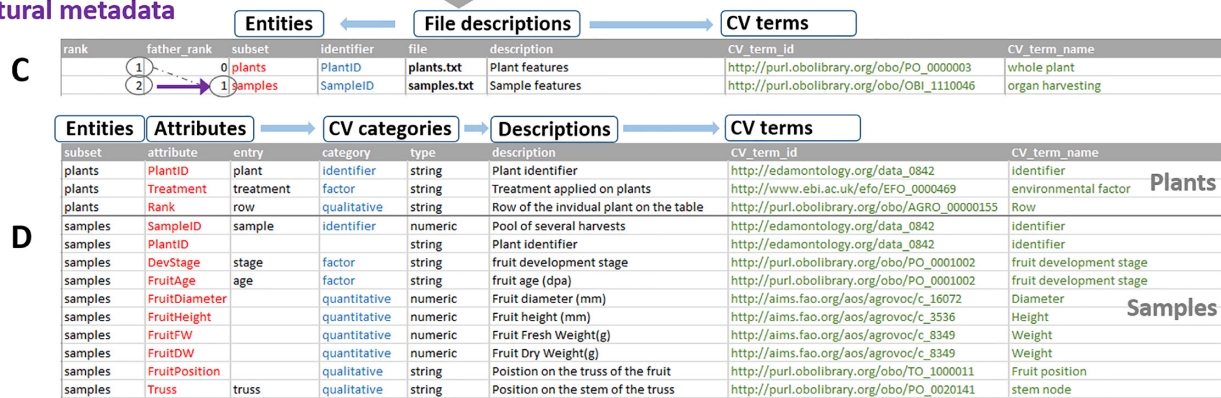 tural metadata
Entities File descriptions CV terms
C
rank father_rank subset identifier file description CV_term_id CV_term_name
1 0 plants PlantID plants.txt Plant features http://purl.obolibrary.org/obo/PO_0000003 whole plant
2 1 samples SampleID samples.txt Sample features http://purl.obolibrary.org/obo/OBI_1110046 organ harvesting
Entities Attributes CV categories Descriptions CV terms
subset attribute entry category type description CV_term_id CV_term_name
plants PlantID plant identifier string Plant identifier http://edamontology.org/data_0842 identifier
plants Treatment treatment factor string Treatment applied on plants http://www.ebi.ac.uk/efo/EFO_0000469 environmental factor
Plants
plants Rank row qualitative string Row of the invidual plant on the table http://purl.obolibrary.org/obo/AGRO_00000155 Row
samples SampleID sample identifier numeric Pool of several harvests http://edamontology.org/data_0842 identifier
D
samples PlantID string Plant identifier http://edamontology.org/data_0842 identifier
samples DevStage stage factor string fruit development stage http://purl.obolibrary.org/obo/PO_0001002 fruit development stage
samples FruitAge age factor string fruit age (dpa) http://purl.obolibrary.org/obo/PO_0001002 fruit development stage
samples FruitDiameter quantitative numeric Fruit diameter (mm) http://aims.fao.org/aos/agrovoc/c_16072 Diameter
Samples
samples FruitHeight quantitative numeric Fruit height (mm) http://aims.fao.org/aos/agrovoc/c_3536 Height
samples FruitFW quantitative numeric Fruit Fresh Weight(g) http://aims.fao.org/aos/agrovoc/c_8349 Weight
samples FruitDW quantitative numeric Fruit Dry Weight(g) http://aims.fao.org/aos/agrovoc/c_8349 Weight
samples FruitPosition qualitative string Poistion on the truss of the fruit http://purl.obolibrary.org/obo/TO_1000011 Fruit position
samples Truss truss qualitative string Position on the stem of the truss http://purl.obolibrary.org/obo/PO_0020141 stem node